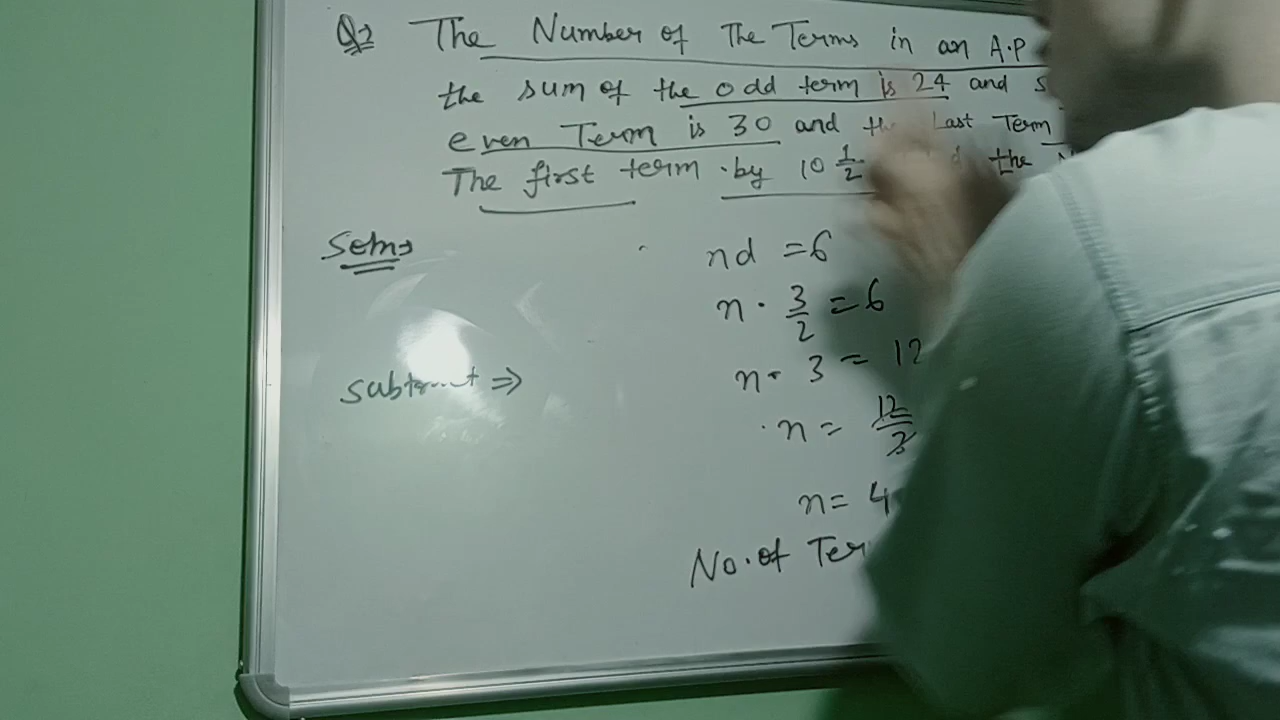 Q2 The Number of The Terms in an A.P
the sum of the odd term is 24 and s
even Term is 30 and the Last Term
The first term by 10 1/2 the
Soln⇒
nd = 6
n · 3/2 = 6
n · 3 = 12
Subtract ⇒
n = 12/3
n = 4
No. of Ter